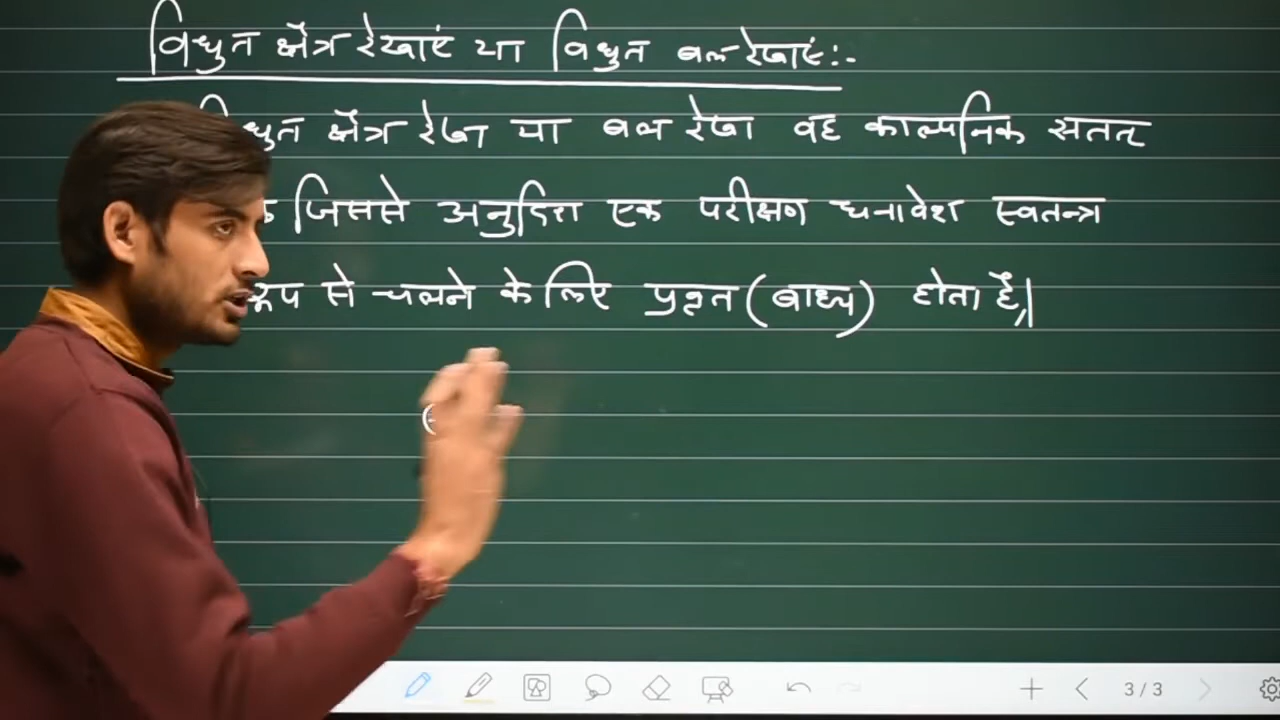 विधुत क्षेत्र रेखाएं या विधुत बल रेखाएं:-
क्षेत्र रेखा या बल रेखा वह काल्पनिक सतत
जिससे अनुदिश एक परीक्षण धनावेश स्वतन्त्र
रूप से चलने के लिए प्रवृत (बाध्य) होता है,।
3/3